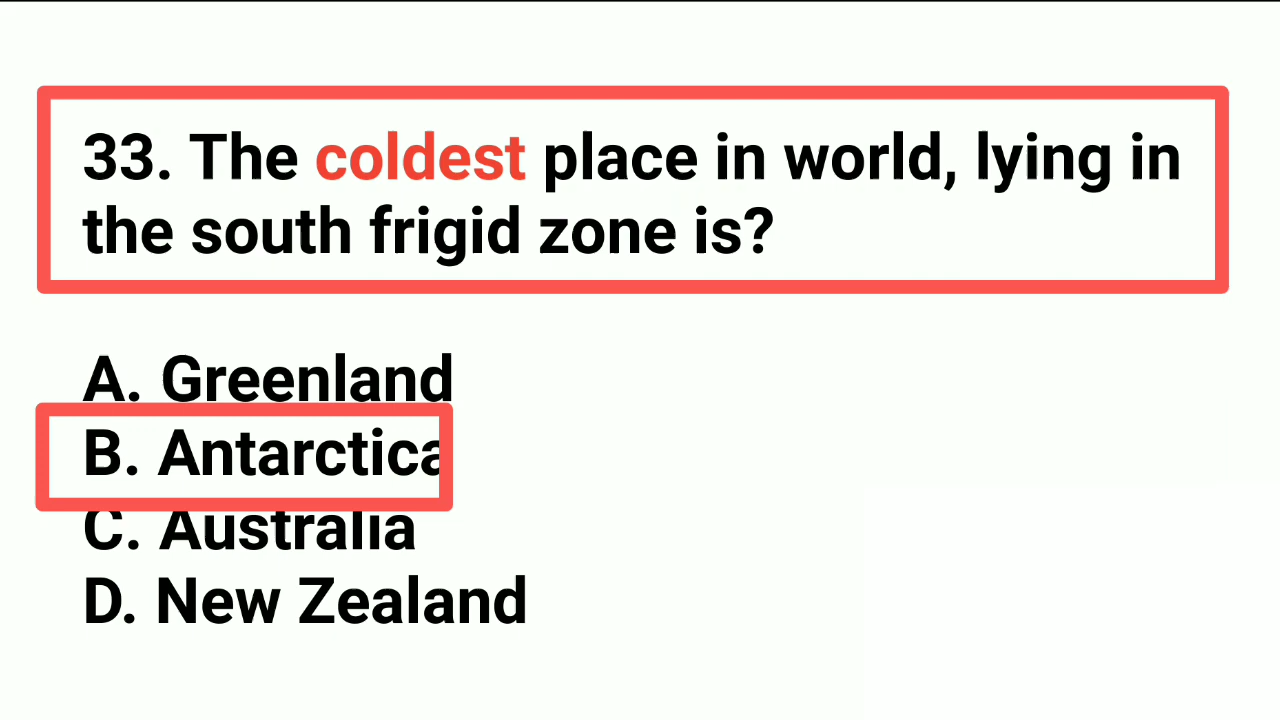 33. The coldest place in world, lying in
the south frigid zone is?
A. Greenland
B. Antarctica
C. Australia
D. New Zealand